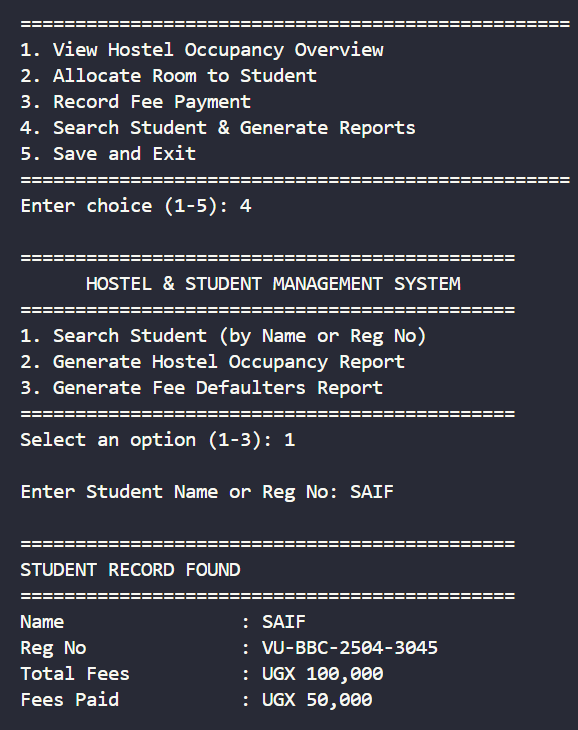 ==================================================
1. View Hostel Occupancy Overview
2. Allocate Room to Student
3. Record Fee Payment
4. Search Student & Generate Reports
5. Save and Exit
==================================================
Enter choice (1-5): 4
=============================================
HOSTEL & STUDENT MANAGEMENT SYSTEM
=============================================
1. Search Student (by Name or Reg No)
2. Generate Hostel Occupancy Report
3. Generate Fee Defaulters Report
=============================================
Select an option (1-3): 1
Enter Student Name or Reg No: SAIF
=============================================
STUDENT RECORD FOUND
=============================================
Name                : SAIF
Reg No              : VU-BBC-2504-3045
Total Fees          : UGX 100,000
Fees Paid           : UGX 50,000